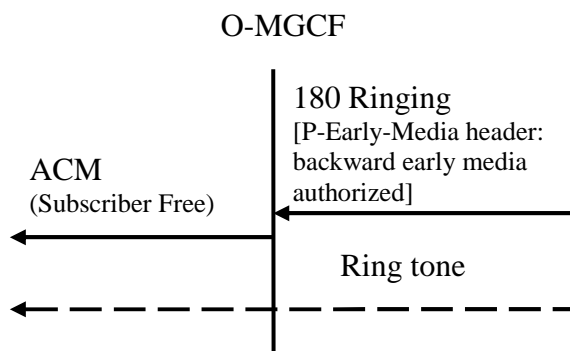 O-MGCF
180 Ringing
[P-Early-Media header:
backward early media
authorized]
ACM
(Subscriber Free)
Ring tone